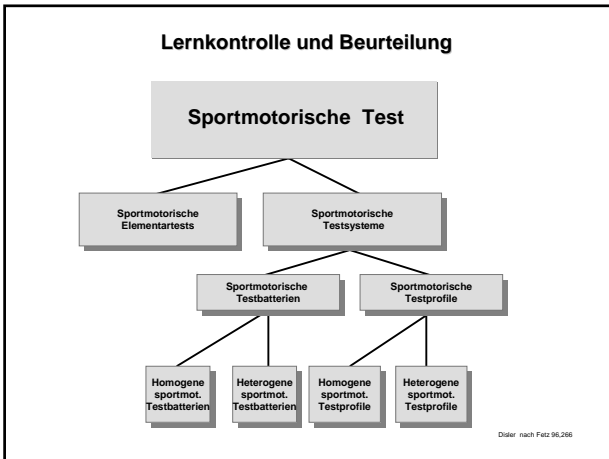 Lernkontrolle und Beurteilung
Sportmotorische Test
Sportmotorische
Elementartests
Sportmotorische
Testsysteme
Sportmotorische
Testbatterien
Sportmotorische
Testprofile
Homogene
sportmot.
Testbatterien
Heterogene
sportmot.
Testbatterien
Homogene
sportmot.
Testprofile
Heterogene
sportmot.
Testprofile
Disler nach Fetz 96,266